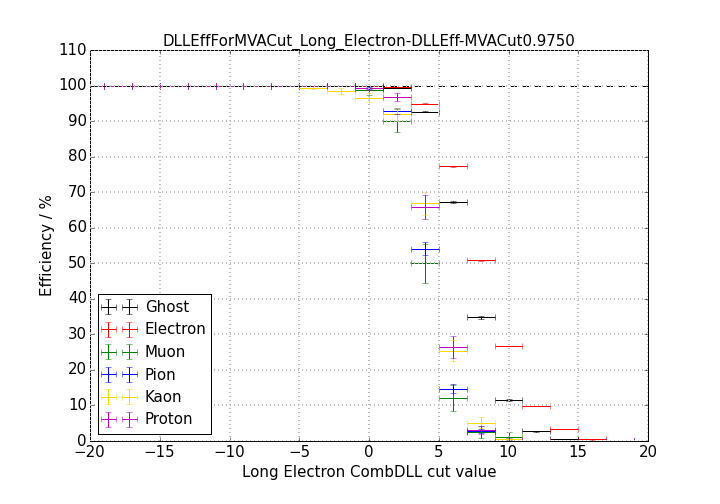 DLLEffForMVACut_Long_Electron-DLLEff-MVACut0.9750
110
100
90
80
70
60
50
40
30
20
10
0
Efficiency / %
Ghost
Electron
Muon
Pion
Kaon
Proton
−20 −15 −10 −5 0 5 10 15 20
Long Electron CombDLL cut value